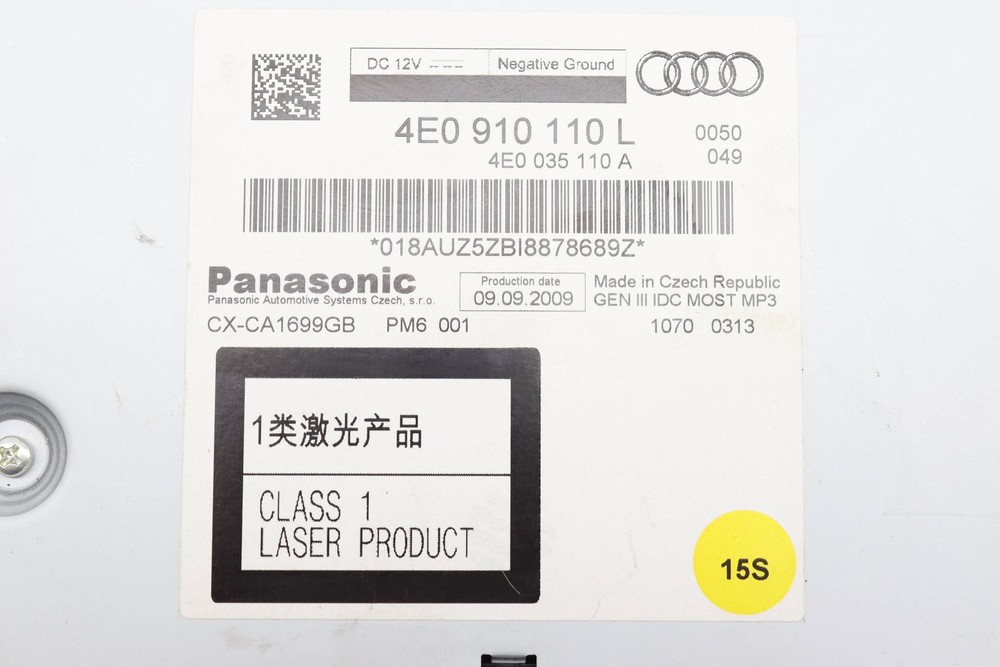 DC 12V Negative Ground
4E0 910 110 L 0050
4E0 035 110 A 049
*018AUZ5ZBI8878689Z*
Panasonic
Panasonic Automotive Systems Czech, s.r.o.
Production date
09.09.2009
Made in Czech Republic
GEN III IDC MOST MP3
CX-CA1699GB PM6 001 1070 0313
1类激光产品
CLASS 1
LASER PRODUCT
15S